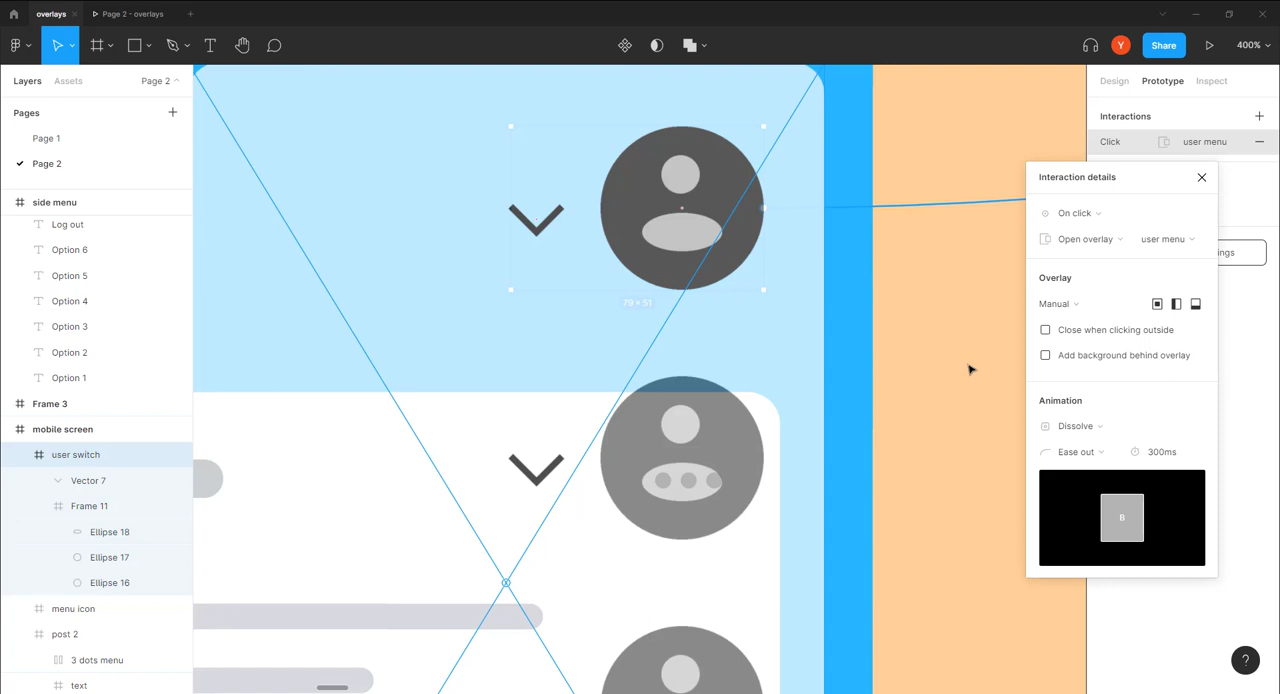 overlays
Page 2 - overlays
Share
Y
400%
Layers
Assets
Page 2
Design
Prototype
Inspect
Pages
Interactions
Page 1
Click
user menu
Page 2
Interaction details
side menu
Log out
On click
Option 6
Open overlay
user menu
ngs
Option 5
Overlay
Option 4
Manual
79 × 51
Option 3
Close when clicking outside
Option 2
Add background behind overlay
Option 1
Frame 3
Animation
mobile screen
Dissolve
user switch
Ease out
300ms
Vector 7
Frame 11
B
Ellipse 18
Ellipse 17
Ellipse 16
menu icon
post 2
3 dots menu
?
text